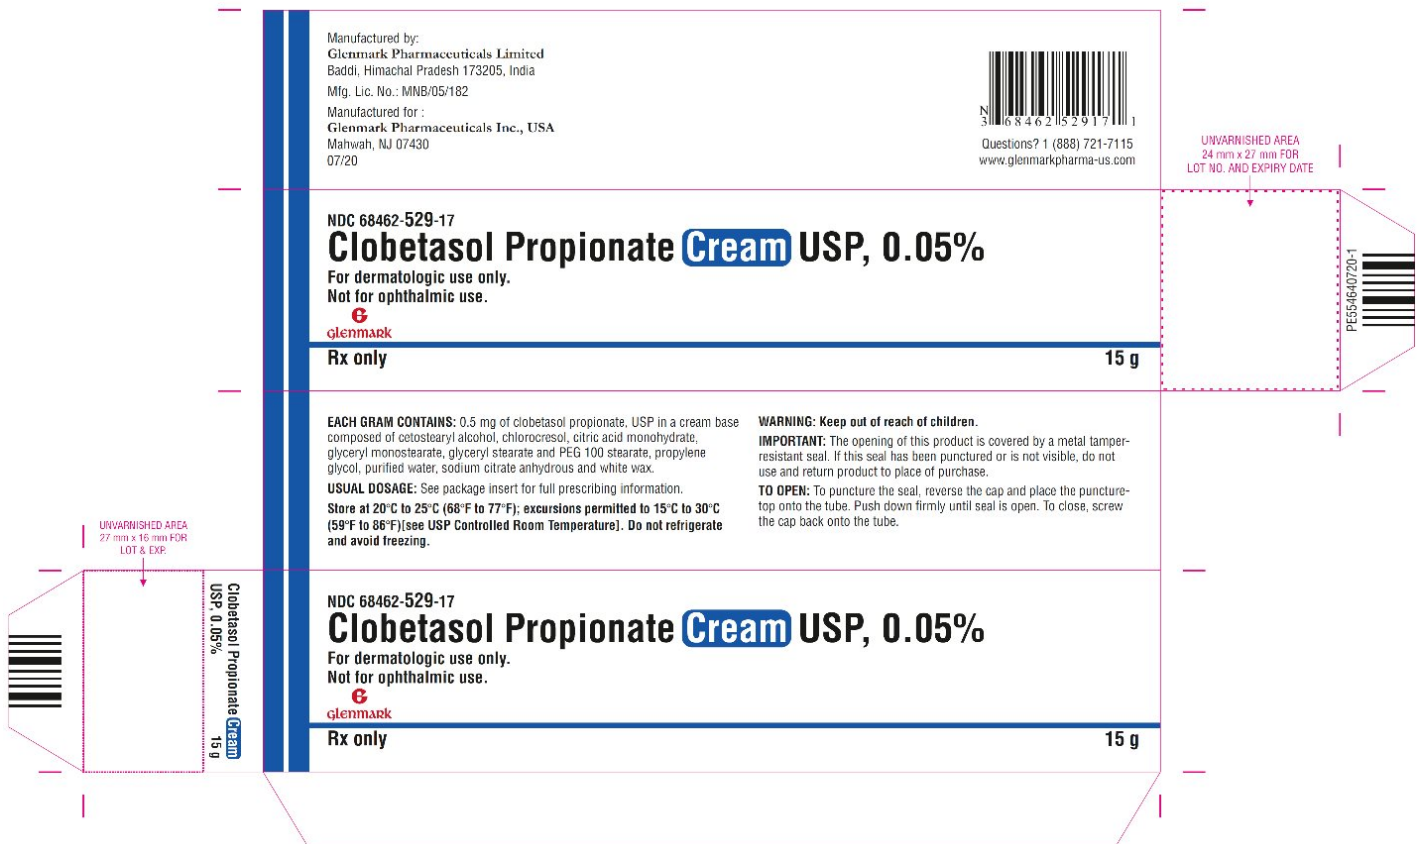 Manufactured by:
Glenmark Pharmaceuticals Limited
Baddi, Himachal Pradesh 173205, India
Mfg. Lic. No.: MNB/05/182
Manufactured for :
Glenmark Pharmaceuticals Inc., USA
Mahwah, NJ 07430
07/20
N
3 68462 52917 1
Questions? 1 (888) 721-7115
www.glenmarkpharma-us.com
UNVARNISHED AREA
24 mm x 27 mm FOR
LOT NO. AND EXPIRY DATE
NDC 68462-529-17
Clobetasol Propionate Cream USP, 0.05%
For dermatologic use only.
Not for ophthalmic use.
G
Glenmark
Rx only 15 g
PE554640720-1
EACH GRAM CONTAINS: 0.5 mg of clobetasol propionate, USP in a cream base
composed of cetostearyl alcohol, chlorocresol, citric acid monohydrate,
glyceryl monostearate, glyceryl stearate and PEG 100 stearate, propylene
glycol, purified water, sodium citrate anhydrous and white wax.
USUAL DOSAGE: See package insert for full prescribing information.
Store at 20°C to 25°C (68°F to 77°F); excursions permitted to 15°C to 30°C
(59°F to 86°F)[see USP Controlled Room Temperature]. Do not refrigerate
and avoid freezing.
WARNING: Keep out of reach of children.
IMPORTANT: The opening of this product is covered by a metal tamper-
resistant seal. If this seal has been punctured or is not visible, do not
use and return product to place of purchase.
TO OPEN: To puncture the seal, reverse the cap and place the puncture-
top onto the tube. Push down firmly until seal is open. To close, screw
the cap back onto the tube.
UNVARNISHED AREA
27 mm x 16 mm FOR
LOT & EXP.
Clobetasol Propionate Cream
USP, 0.05% 15 g
NDC 68462-529-17
Clobetasol Propionate Cream USP, 0.05%
For dermatologic use only.
Not for ophthalmic use.
G
Glenmark
Rx only 15 g